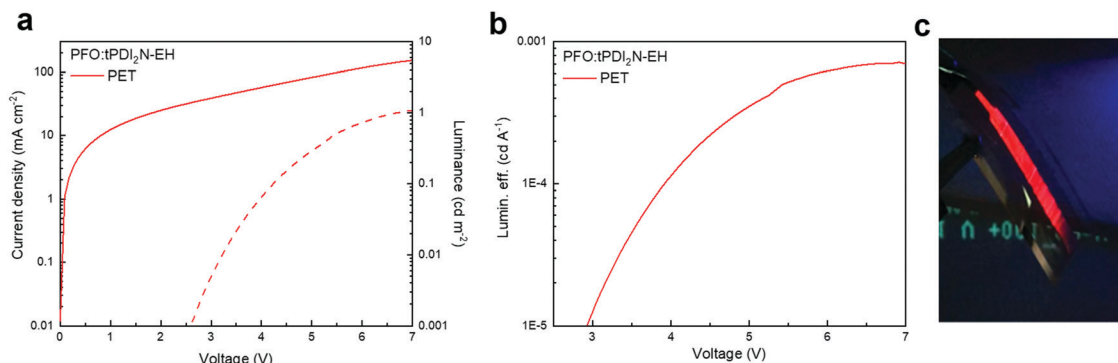 a
PFO:tPDI₂N-EH
PET
Current density (mA cm⁻²)
100
10
1
0.1
0.01
10
1
0.1
0.01
0.001
Luminance (cd m⁻²)
0 1 2 3 4 5 6 7
Voltage (V)
b
PFO:tPDI₂N-EH
PET
Lumin. eff. (cd A⁻¹)
0.001
1E-4
1E-5
3 4 5 6 7
Voltage (V)
c